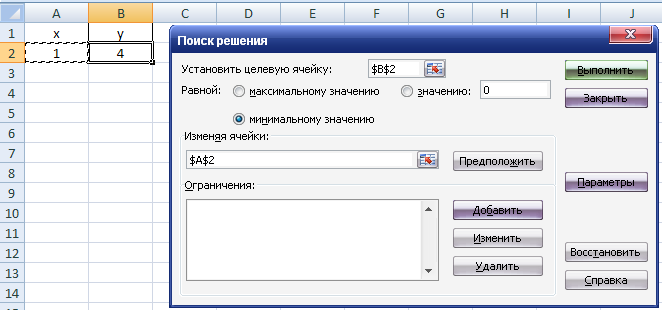 A B C D E F G H I J
1 x y
2 1 4
3
4
5
6
7
8
9
10
11
12
13
14
Поиск решения
Установить целевую ячейку: $B$2
Равной: максимальному значению значению: 0
минимальному значению
Изменяя ячейки:
$A$2
Предположить
Ограничения:
Добавить
Изменить
Удалить
Выполнить
Закрыть
Параметры
Восстановить
Справка